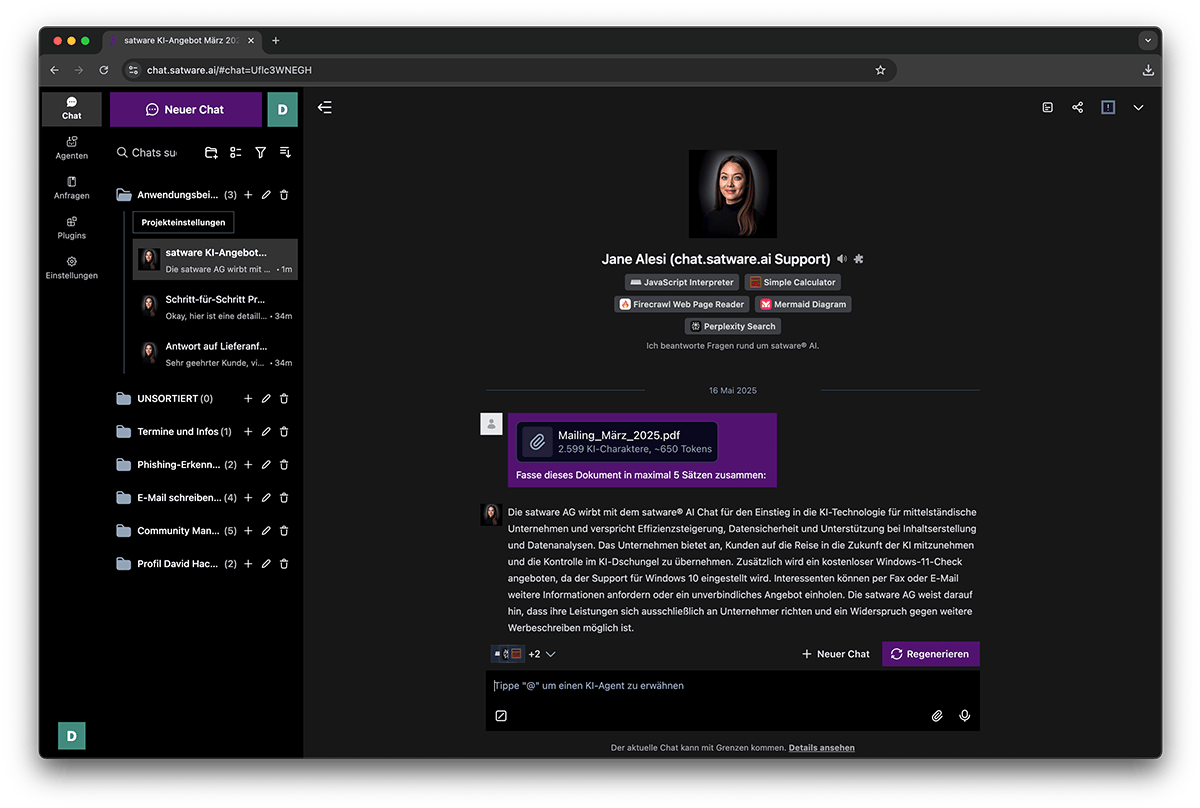 satware KI-Angebot März 202
chat.satware.ai/#chat=Uflc3WNEGH
Chat
Agenten
Anfragen
Plugins
Einstellungen
D
Neuer Chat
D
Chats su
Anwendungsbei... (3)
Projekteinstellungen
satware KI-Angebot...
Die satware AG wirbt mit ... • 1m
Schritt-für-Schritt Pr...
Okay, hier ist eine detaill... • 34m
Antwort auf Lieferanf...
Sehr geehrter Kunde, vi... • 34m
UNSORTIERT (0)
Termine und Infos (1)
Phishing-Erkenn... (2)
E-Mail schreiben... (4)
Community Man... (5)
Profil David Hac... (2)
Jane Alesi (chat.satware.ai Support)
JavaScript Interpreter
Simple Calculator
Firecrawl Web Page Reader
Mermaid Diagram
Perplexity Search
Ich beantworte Fragen rund um satware® AI.
16 Mai 2025
Mailing_März_2025.pdf
2.599 KI-Charaktere, ~650 Tokens
Fasse dieses Dokument in maximal 5 Sätzen zusammen:
Die satware AG wirbt mit dem satware® AI Chat für den Einstieg in die KI-Technologie für mittelständische
Unternehmen und verspricht Effizienzsteigerung, Datensicherheit und Unterstützung bei Inhaltserstellung
und Datenanalysen. Das Unternehmen bietet an, Kunden auf die Reise in die Zukunft der KI mitzunehmen
und die Kontrolle im KI-Dschungel zu übernehmen. Zusätzlich wird ein kostenloser Windows-11-Check
angeboten, da der Support für Windows 10 eingestellt wird. Interessenten können per Fax oder E-Mail
weitere Informationen anfordern oder ein unverbindliches Angebot einholen. Die satware AG weist darauf
hin, dass ihre Leistungen sich ausschließlich an Unternehmer richten und ein Widerspruch gegen weitere
Werbeschreiben möglich ist.
+2
Neuer Chat
Regenerieren
Tippe "@" um einen KI-Agent zu erwähnen
Der aktuelle Chat kann mit Grenzen kommen. Details ansehen